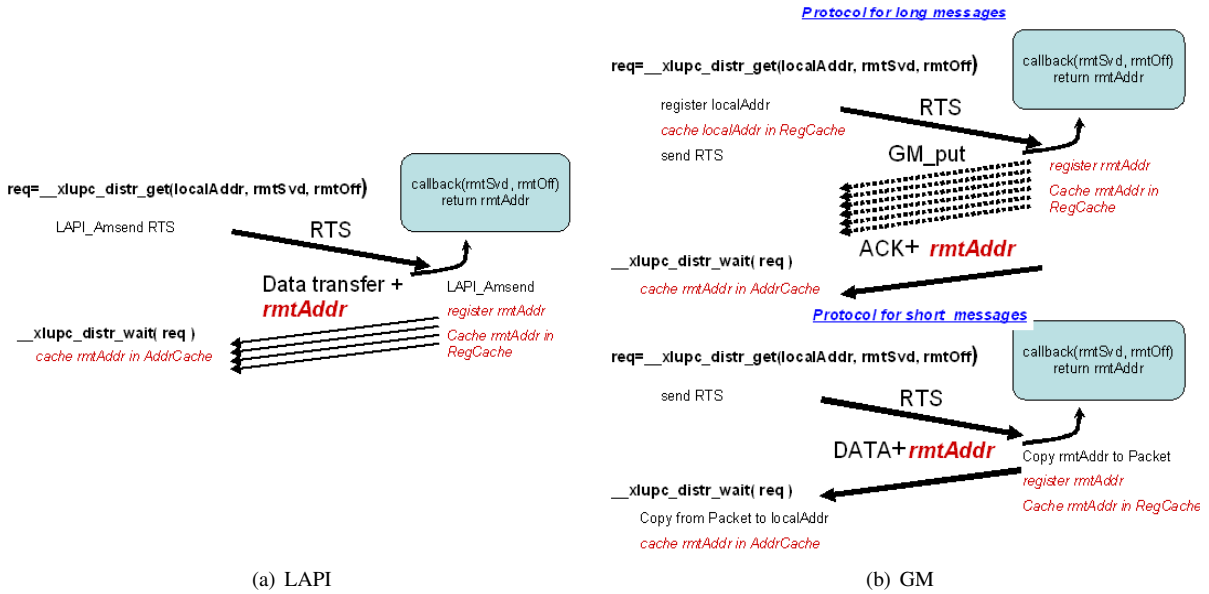 req=__xlupc_distr_get(localAddr, rmtSvd, rmtOff)
callback(rmtSvd, rmtOff)
return rmtAddr
LAPI_Amsend RTS
RTS
Data transfer +
rmtAddr
LAPI_Amsend
register rmtAddr
Cache rmtAddr in
RegCache
__xlupc_distr_wait( req )
cache rmtAddr in AddrCache
(a) LAPI
Protocol for long messages
req=__xlupc_distr_get(localAddr, rmtSvd, rmtOff)
callback(rmtSvd, rmtOff)
return rmtAddr
register localAddr
cache localAddr in RegCache
send RTS
RTS
GM_put
register rmtAddr
Cache rmtAddr in
RegCache
ACK+ rmtAddr
__xlupc_distr_wait( req )
cache rmtAddr in AddrCache
Protocol for short messages
req=__xlupc_distr_get(localAddr, rmtSvd, rmtOff)
callback(rmtSvd, rmtOff)
return rmtAddr
send RTS
RTS
DATA+rmtAddr
Copy rmtAddr to Packet
register rmtAddr
Cache rmtAddr in RegCache
__xlupc_distr_wait( req )
Copy from Packet to localAddr
cache rmtAddr in AddrCache
(b) GM